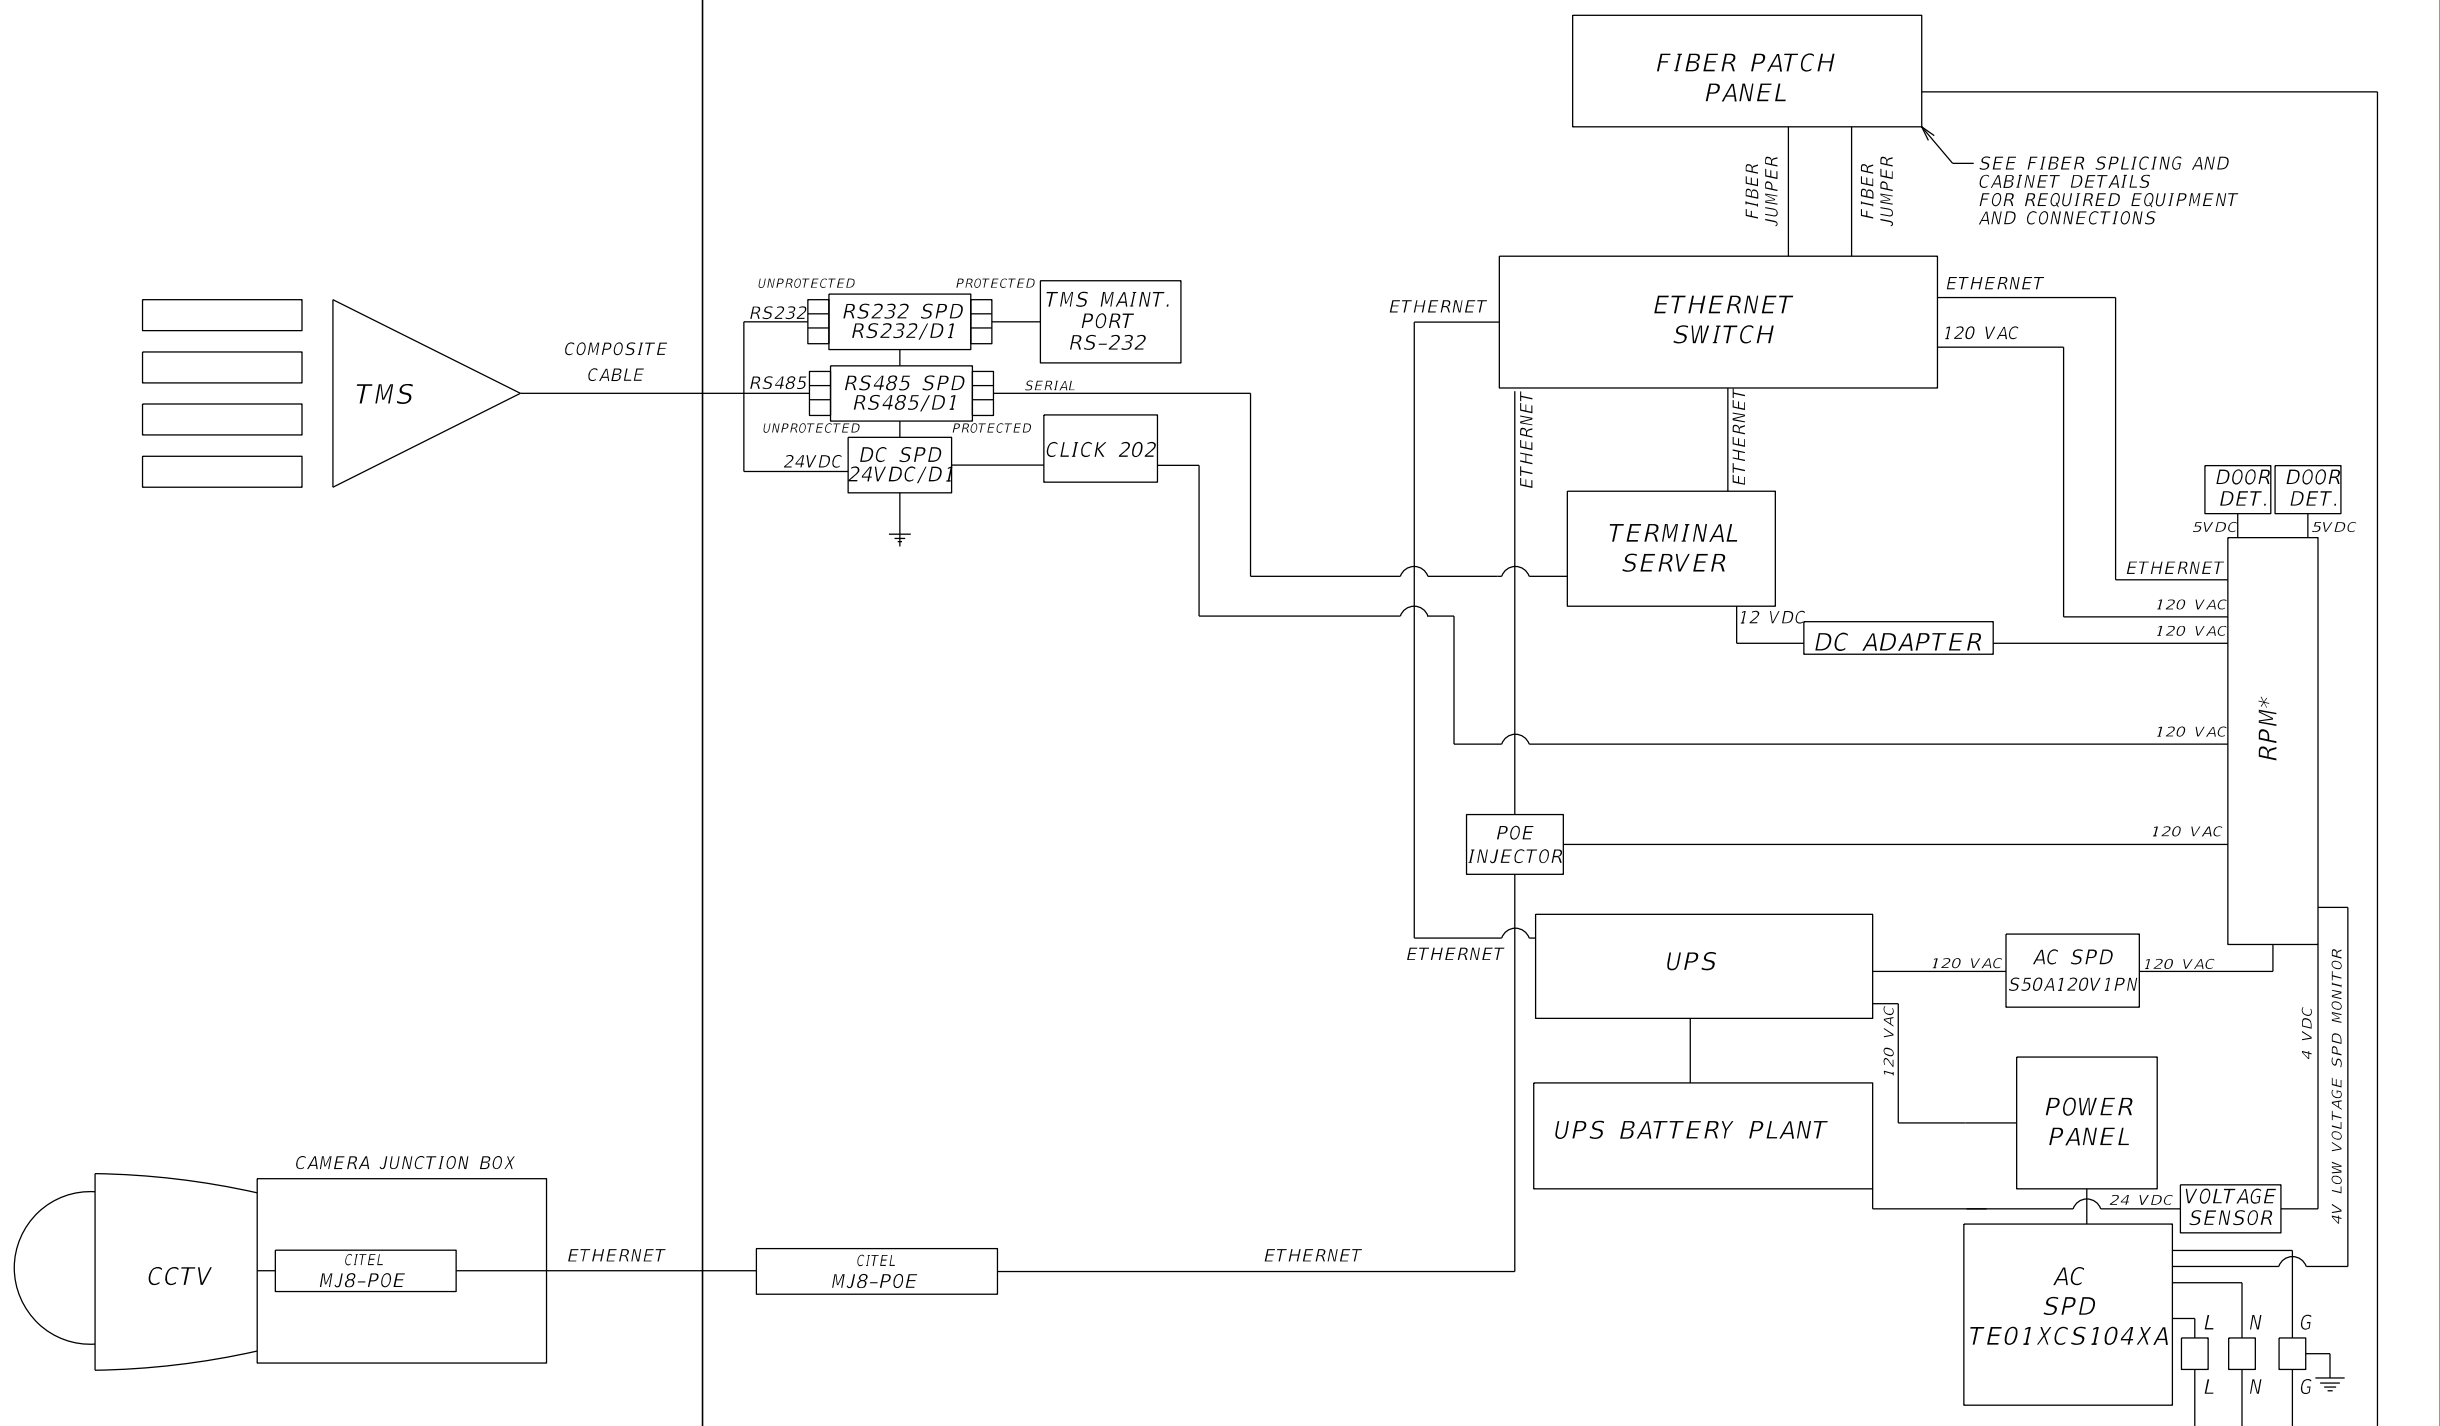 FIBER PATCH
PANEL
FIBER
JUMPER
FIBER
JUMPER
SEE FIBER SPLICING AND
CABINET DETAILS
FOR REQUIRED EQUIPMENT
AND CONNECTIONS
UNPROTECTED
PROTECTED
RS232
RS232 SPD
RS232/D1
TMS MAINT.
PORT
RS-232
ETHERNET
ETHERNET
SWITCH
ETHERNET
120 VAC
TMS
COMPOSITE
CABLE
RS485
RS485 SPD
RS485/D1
SERIAL
UNPROTECTED
PROTECTED
24VDC
DC SPD
24VDC/D1
CLICK 202
ETHERNET
ETHERNET
TERMINAL
SERVER
12 VDC
DC ADAPTER
DOOR
DET.
DOOR
DET.
5VDC
5VDC
ETHERNET
120 VAC
120 VAC
RPM*
120 VAC
POE
INJECTOR
120 VAC
ETHERNET
UPS
120 VAC
AC SPD
S50A120V1PN
120 VAC
120 VAC
4 VDC
4V LOW VOLTAGE SPD MONITOR
UPS BATTERY PLANT
POWER
PANEL
24 VDC
VOLTAGE
SENSOR
CAMERA JUNCTION BOX
CCTV
CITEL
MJ8-POE
ETHERNET
CITEL
MJ8-POE
ETHERNET
AC
SPD
TE01XCS104XA
L
N
G
L
N
G